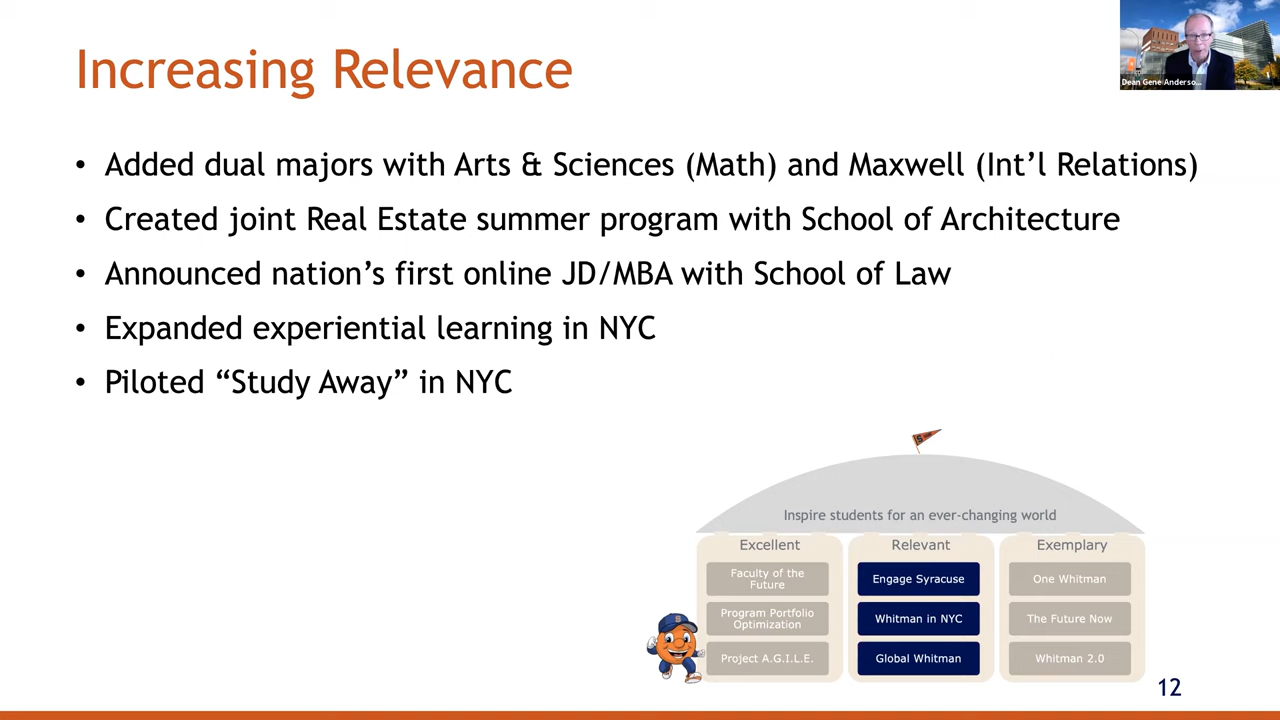 Increasing Relevance
Dean Gene Anderso...
• Added dual majors with Arts & Sciences (Math) and Maxwell (Int’l Relations)
• Created joint Real Estate summer program with School of Architecture
• Announced nation’s first online JD/MBA with School of Law
• Expanded experiential learning in NYC
• Piloted “Study Away” in NYC
S
Inspire students for an ever-changing world
Excellent
Faculty of the
Future
Program Portfolio
Optimization
Project A.G.I.L.E.
Relevant
Engage Syracuse
Whitman in NYC
Global Whitman
Exemplary
One Whitman
The Future Now
Whitman 2.0
S
12